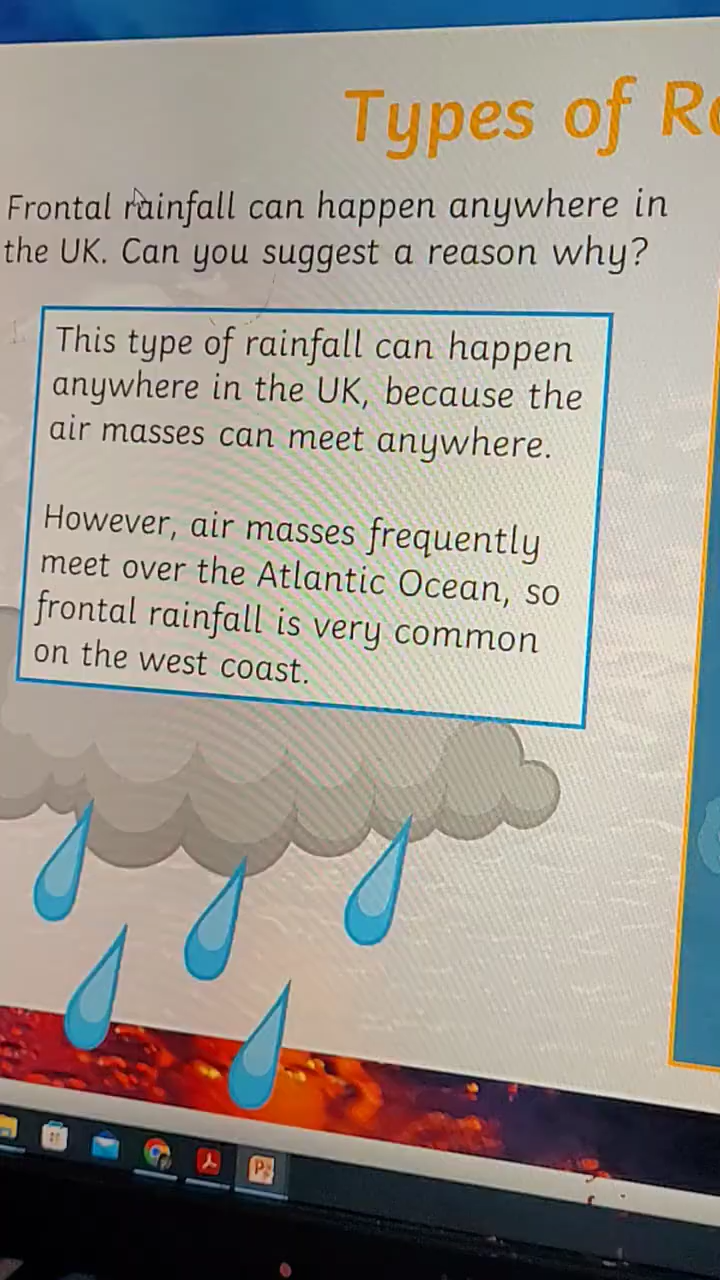 Types of
Frontal rainfall can happen anywhere in
the UK. Can you suggest a reason why?
This type of rainfall can happen
anywhere in the UK, because the
air masses can meet anywhere.
However, air masses frequently
meet over the Atlantic Ocean, so
frontal rainfall is very common
on the west coast.